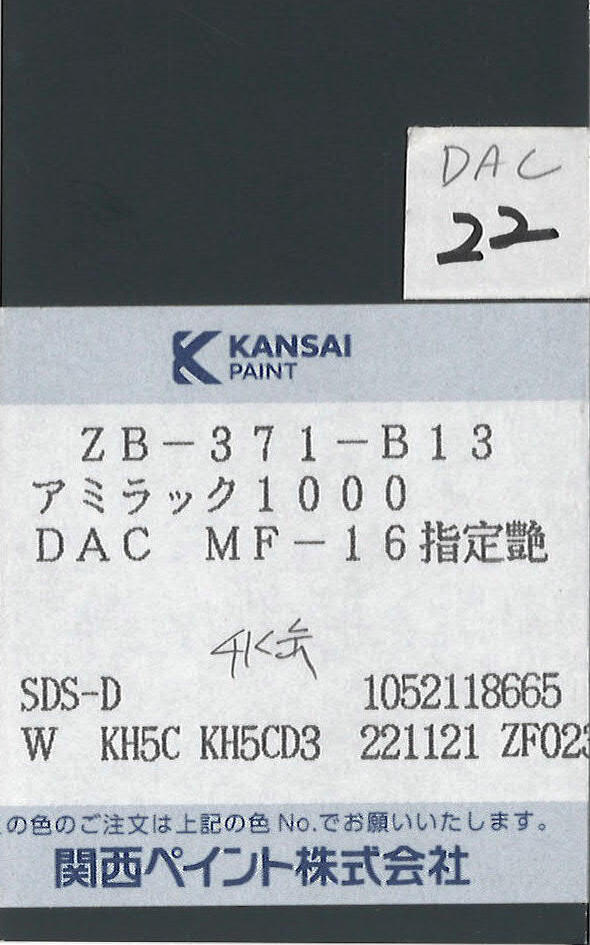 DAC
22
KANSAI
PAINT
ZB-371-B13
アミラック1000
DAC MF-16指定艶
SDS-D 1052118665
W KH5C KH5CD3 221121 ZF023
の色のご注文は上記の色No.でお願いいたします。
関西ペイント株式会社